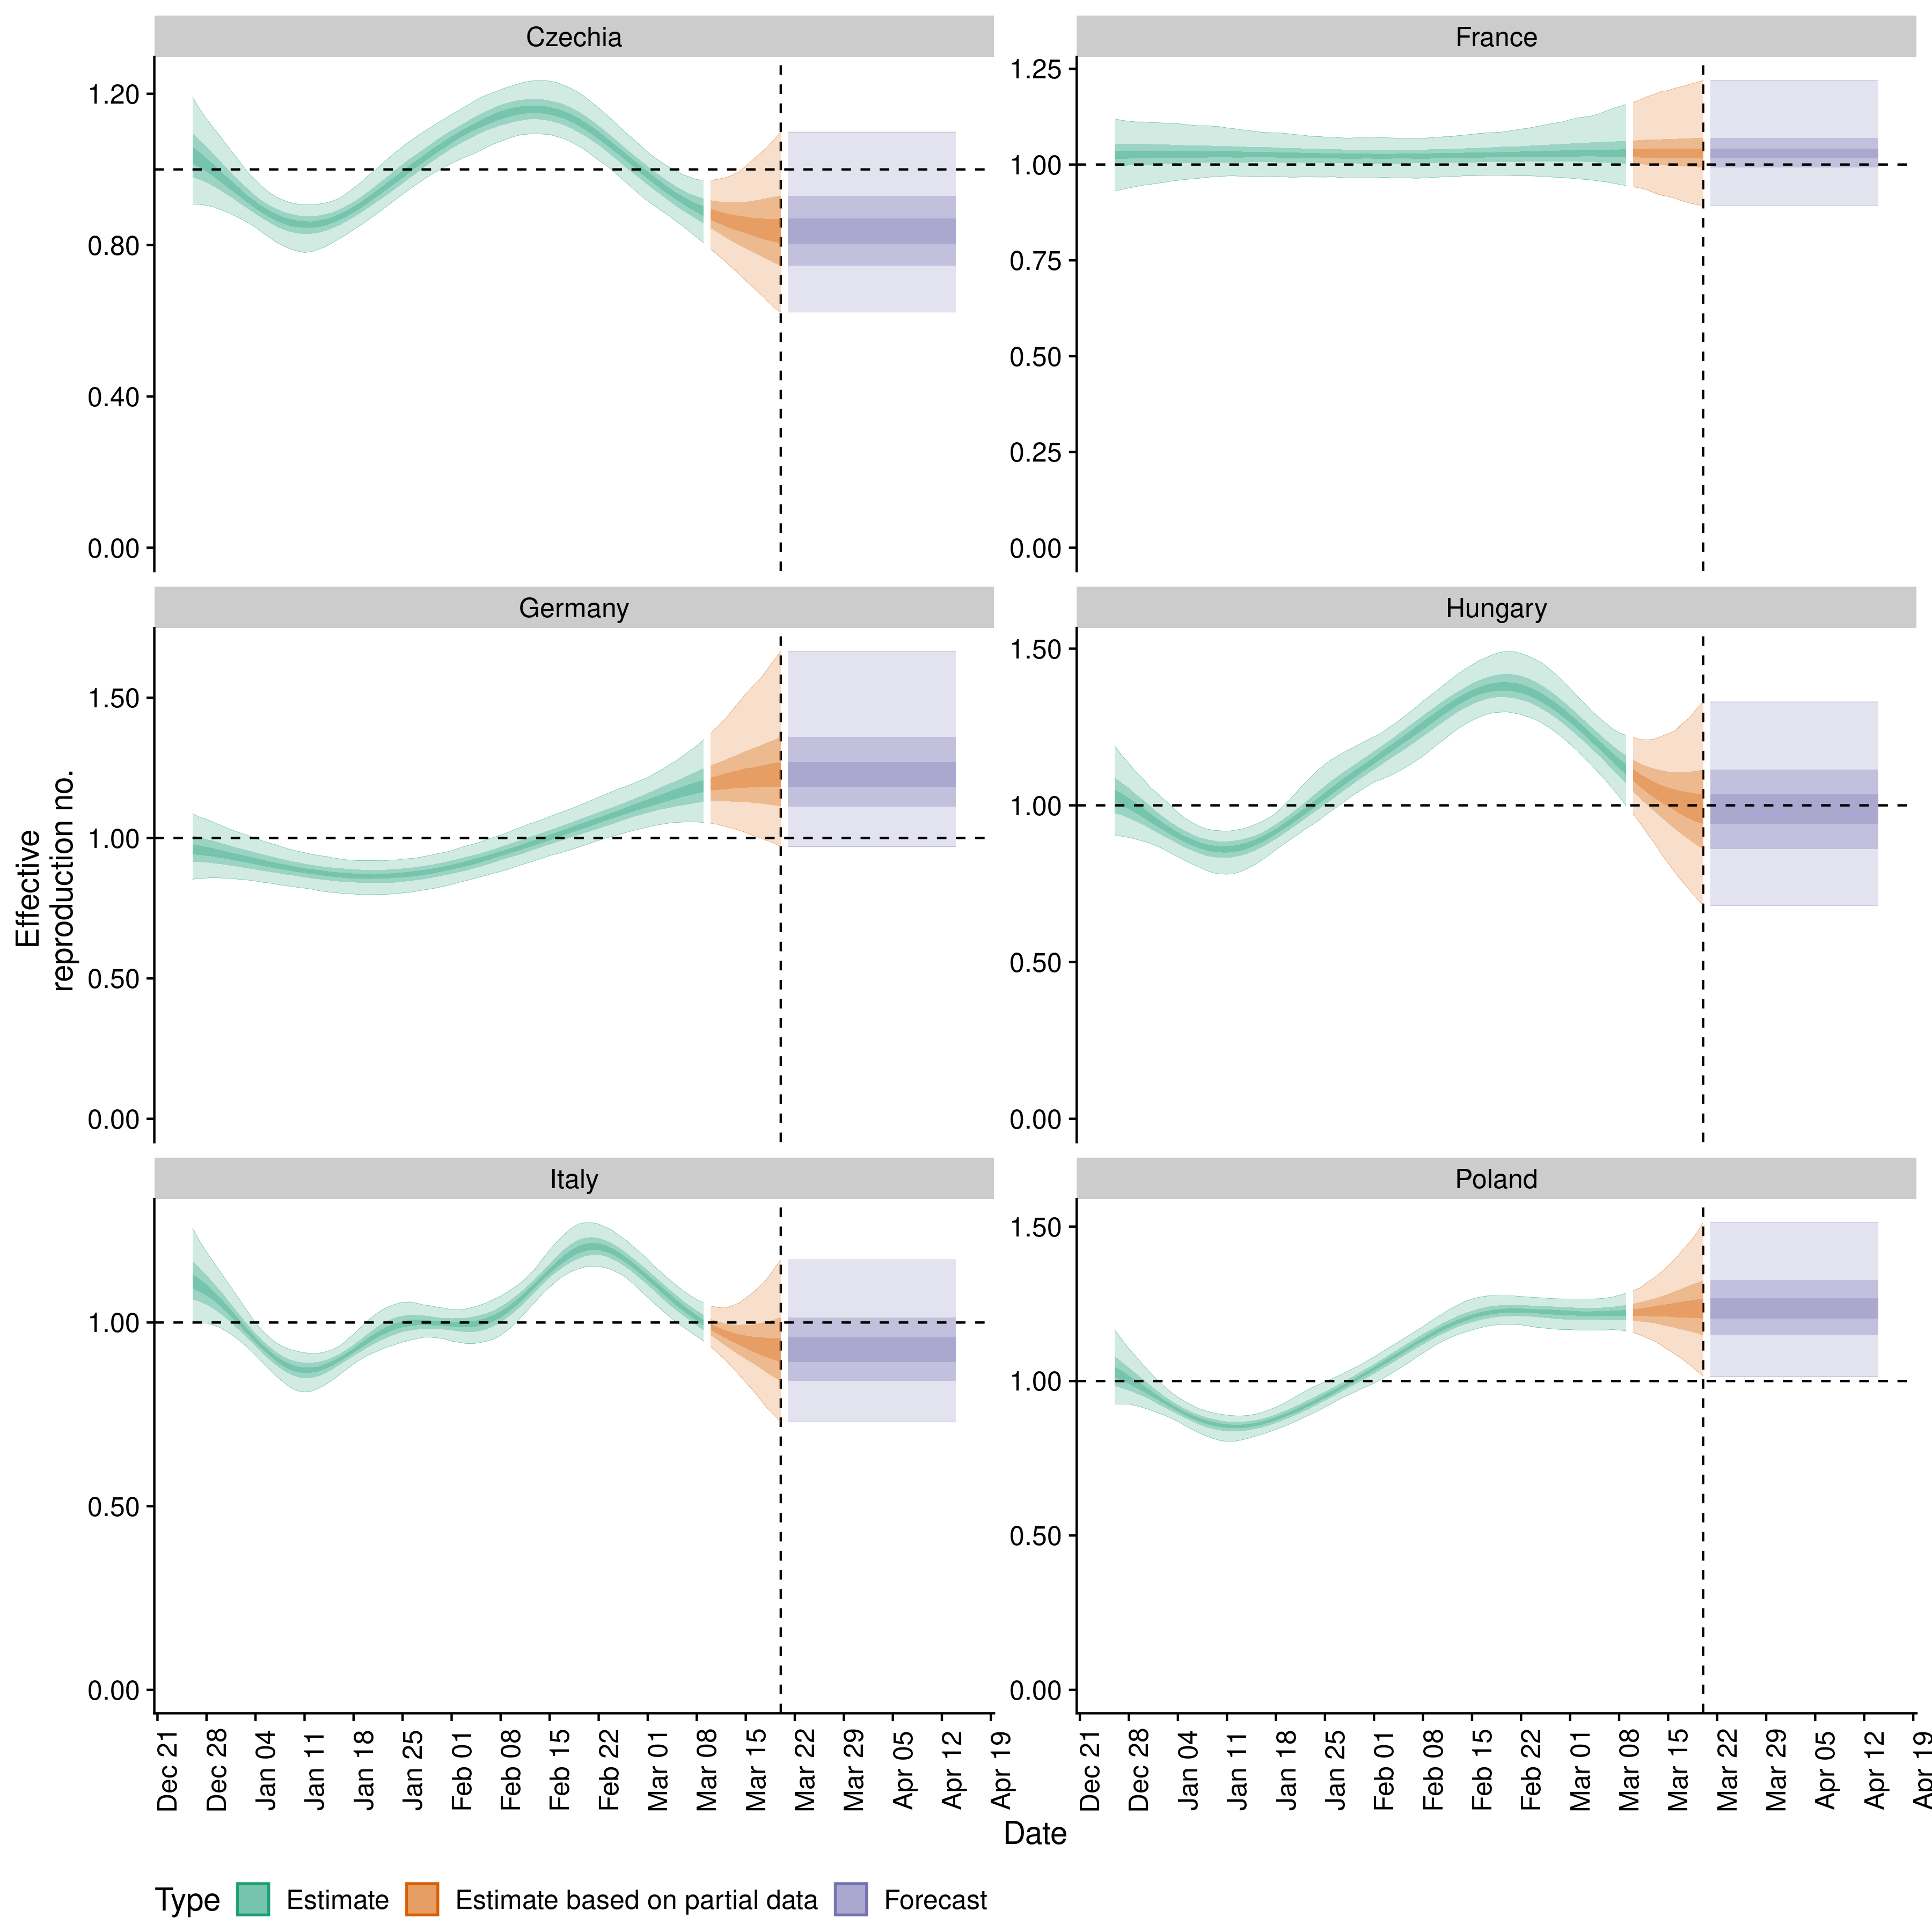 Czechia
France
1.20
0.80
0.40
0.00
1.25
1.00
0.75
0.50
0.25
0.00
Germany
Hungary
1.50
1.00
0.50
0.00
1.50
1.00
0.50
0.00
Effective
reproduction no.
Italy
Poland
1.00
0.50
0.00
1.50
1.00
0.50
0.00
Dec 21
Dec 28
Jan 04
Jan 11
Jan 18
Jan 25
Feb 01
Feb 08
Feb 15
Feb 22
Mar 01
Mar 08
Mar 15
Mar 22
Mar 29
Apr 05
Apr 12
Apr 19
Dec 21
Dec 28
Jan 04
Jan 11
Jan 18
Jan 25
Feb 01
Feb 08
Feb 15
Feb 22
Mar 01
Mar 08
Mar 15
Mar 22
Mar 29
Apr 05
Apr 12
Apr 19
Date
Type Estimate Estimate based on partial data Forecast